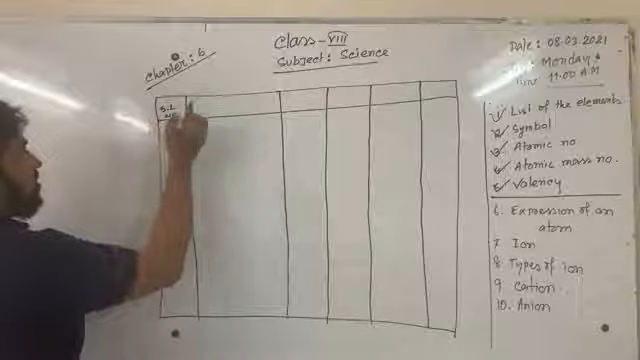 Chapter: 6
Class-VIII
Subject: Science
Date: 08.03.2021
Monday
Time 11:00 AM
S.L
No
1. List of the elements
2. Symbol
3. Atomic no
4. Atomic mass no.
5. Valency
6. Expression of an
atom
7. Ion
8. Types of ion
9. Cation.
10. Anion